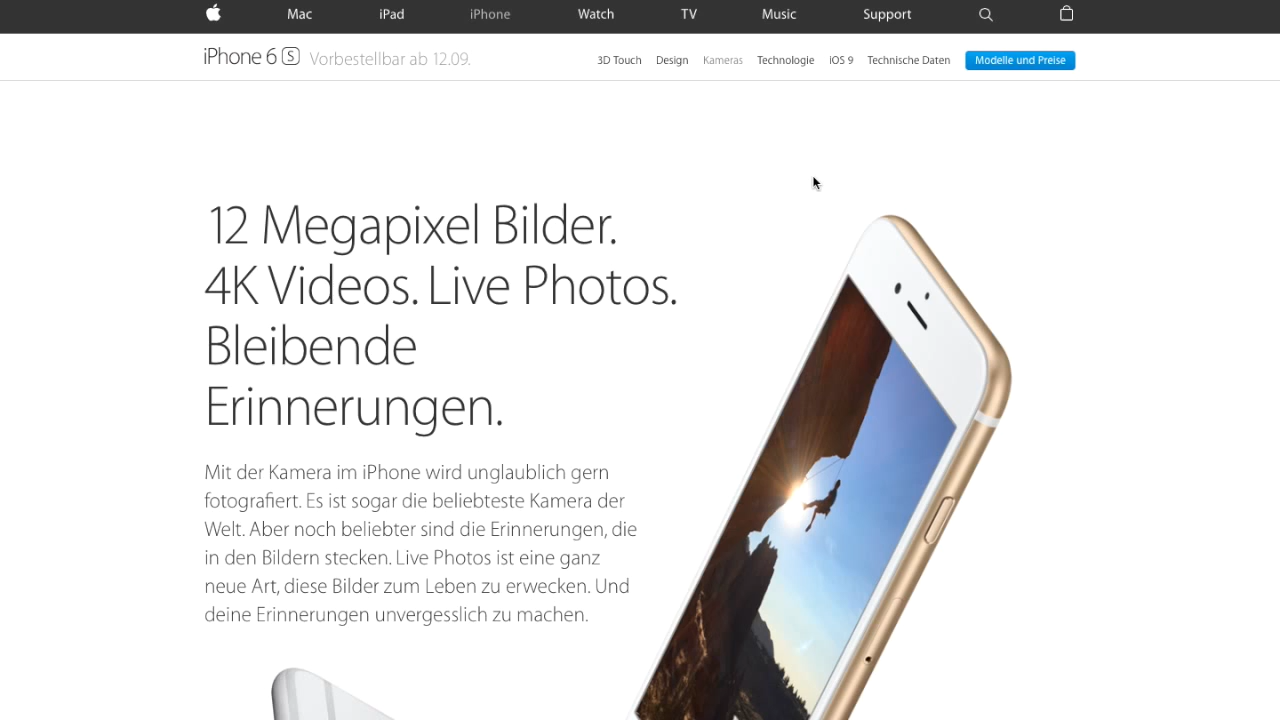 Mac iPad iPhone Watch TV Music Support
iPhone 6 S Vorbestellbar ab 12.09. 3D Touch Design Kameras Technologie iOS 9 Technische Daten Modelle und Preise
12 Megapixel Bilder.
4K Videos. Live Photos.
Bleibende
Erinnerungen.
Mit der Kamera im iPhone wird unglaublich gern
fotografiert. Es ist sogar die beliebteste Kamera der
Welt. Aber noch beliebter sind die Erinnerungen, die
in den Bildern stecken. Live Photos ist eine ganz
neue Art, diese Bilder zum Leben zu erwecken. Und
deine Erinnerungen unvergesslich zu machen.